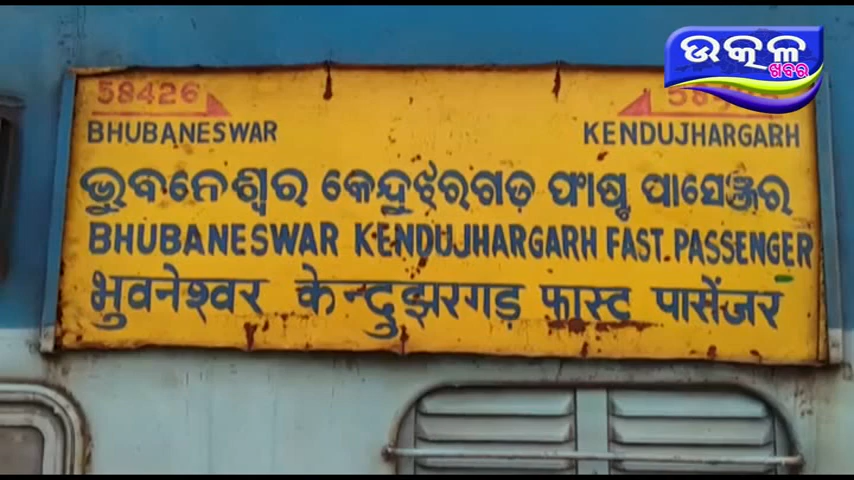 ଉତ୍କଳ
ଖବର
58426
BHUBANESWAR
KENDUJHARGARH
ଭୁବନେଶ୍ୱର କେନ୍ଦୁଝରଗଡ଼ ଫାଷ୍ଟ ପାସେଞ୍ଜର
BHUBANESWAR KENDUJHARGARH FAST. PASSENGER
भुवनेश्वर केन्दुझरगड़ फास्ट पासेंजर